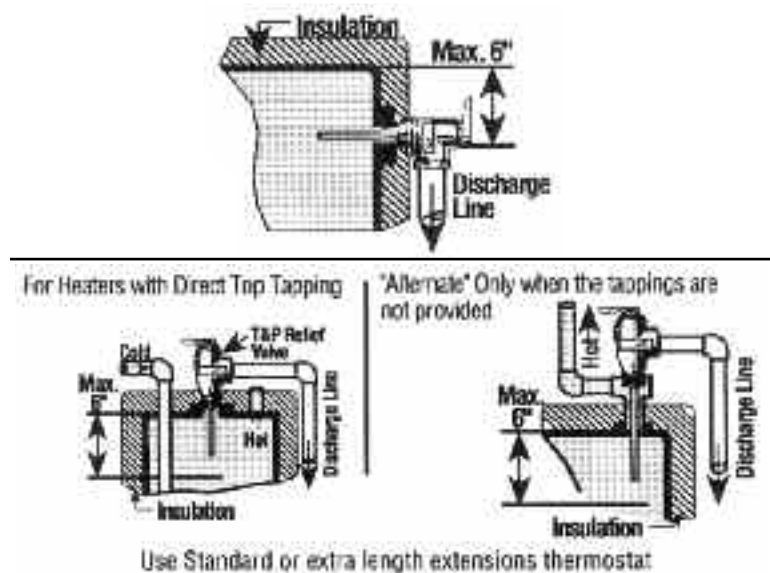 Insulation
Max. 6"
Discharge
Line
For Heaters with Direct Top Tapping
"Alternate" Only when the tappings are
not provided
T&P Relief
Valve
Cold
Max.
6"
Hot
Discharge Line
Insulation
Hot
Max.
6"
Discharge Line
Insulation
Use Standard or extra length extensions thermostat